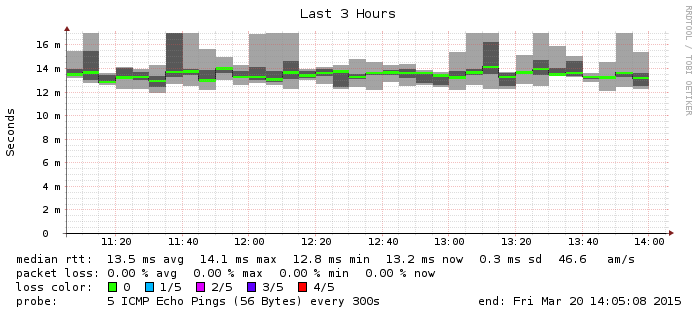 Last 3 Hours
RRDTOOL / TOBI OETIKER
Seconds
16 m
14 m
12 m
10 m
8 m
6 m
4 m
2 m
0
11:20 11:40 12:00 12:20 12:40 13:00 13:20 13:40 14:00
median rtt: 13.5 ms avg 14.1 ms max 12.8 ms min 13.2 ms now 0.3 ms sd 46.6 am/s
packet loss: 0.00 % avg 0.00 % max 0.00 % min 0.00 % now
loss color: 0 1/5 2/5 3/5 4/5
probe: 5 ICMP Echo Pings (56 Bytes) every 300s end: Fri Mar 20 14:05:08 2015